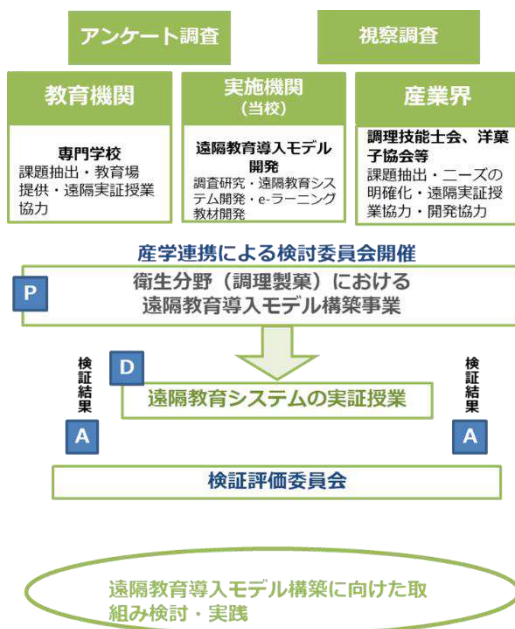 アンケート調査
視察調査
教育機関
専門学校
課題抽出・教育場
提供・遠隔実証授業
協力
実施機関
(当校)
遠隔教育導入モデル
開発
調査研究・遠隔教育シス
テム開発・e-ラーニング
教材開発
産業界
調理技能士会、洋菓
子協会等
課題抽出・ニーズの
明確化・遠隔実証授
業協力・開発協力
産学連携による検討委員会開催
P
衛生分野（調理製菓）における
遠隔教育導入モデル構築事業
検証結果
A
D
遠隔教育システムの実証授業
検証結果
A
検証評価委員会
遠隔教育導入モデル構築に向けた取
組み検討・実践